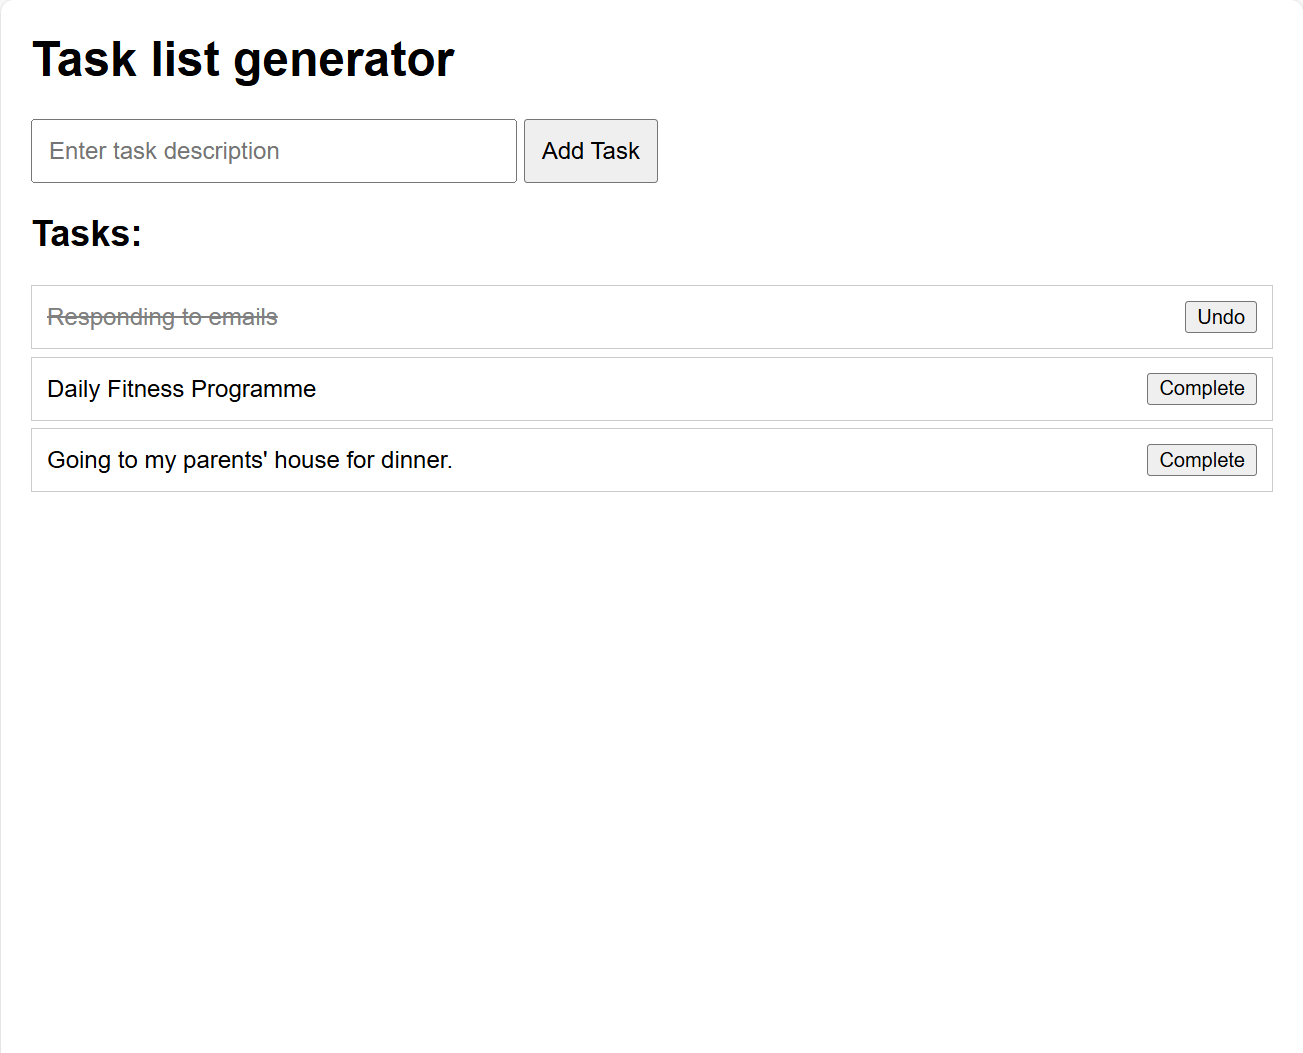 Task list generator
Enter task description Add Task
Tasks:
Responding to emails Undo
Daily Fitness Programme Complete
Going to my parents' house for dinner. Complete